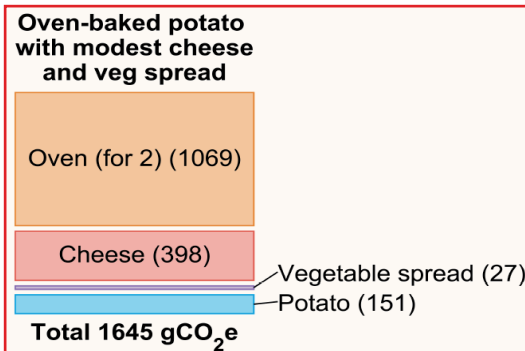 Oven-baked potato
with modest cheese
and veg spread
Oven (for 2) (1069)
Cheese (398)
Vegetable spread (27)
Potato (151)
Total 1645 gCO₂e